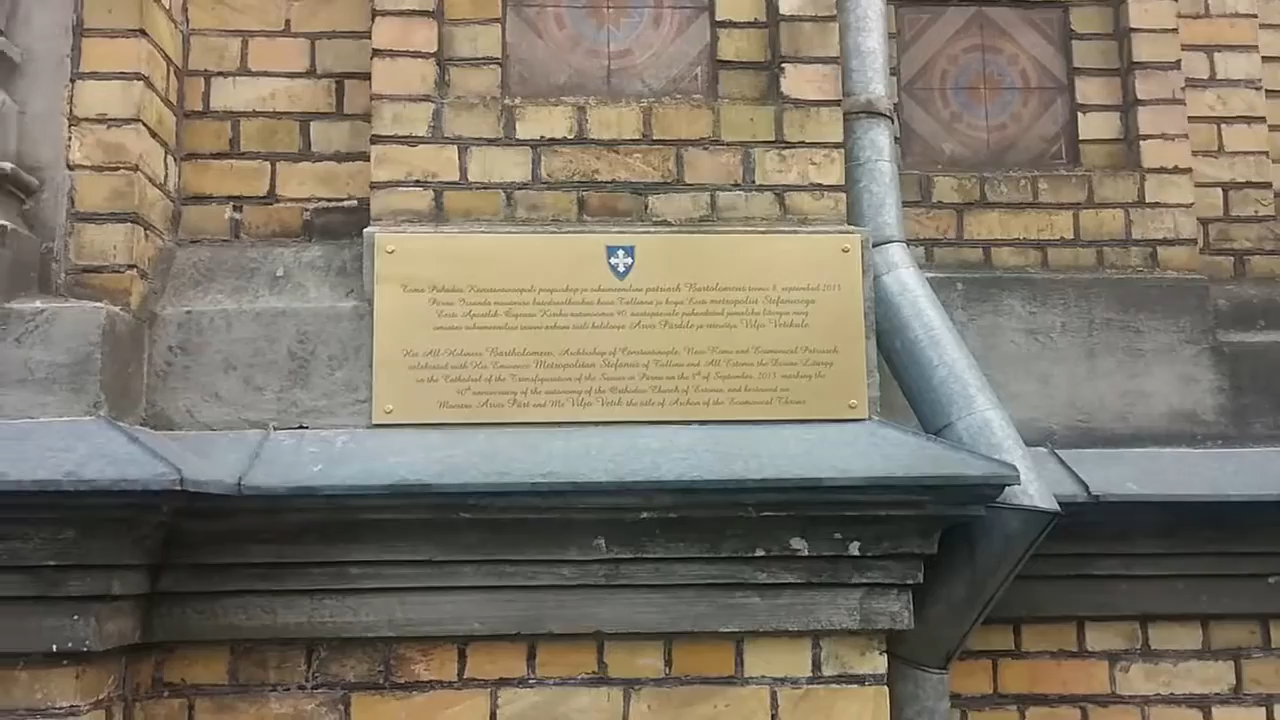 Tema Pühadus, Konstantinoopoli peapiiskop ja oikumeeniline patriarh Bartolomeus teenis 8. septembril 2013
Pärnu Issanda muutmise katedraalkirikus koos Tallinna ja kogu Eesti metropoliit Stefanusega
Eesti Apostlik-Õigeusu Kiriku autonoomia 90. aastapäevale pühendatud jumaliku liturgia ning
omistas oikumeenilise trooni arhoni tiitli helilooja Arvo Pärdile ja ettevõtja Viljo Vetikule.
His All-Holiness Bartholomew, Archbishop of Constantinople, New Rome and Ecumenical Patriarch,
celebrated with His Eminence Metropolitan Stefanus of Tallinn and All Estonia the Divine Liturgy
in the Cathedral of the Transfiguration of the Saviour in Pärnu on the 8th of September, 2013, marking the
90th anniversary of the autonomy of the Orthodox Church of Estonia, and bestowed on
Maestro Arvo Pärt and Mr. Viljo Vetik the title of Archon of the Ecumenical Throne.